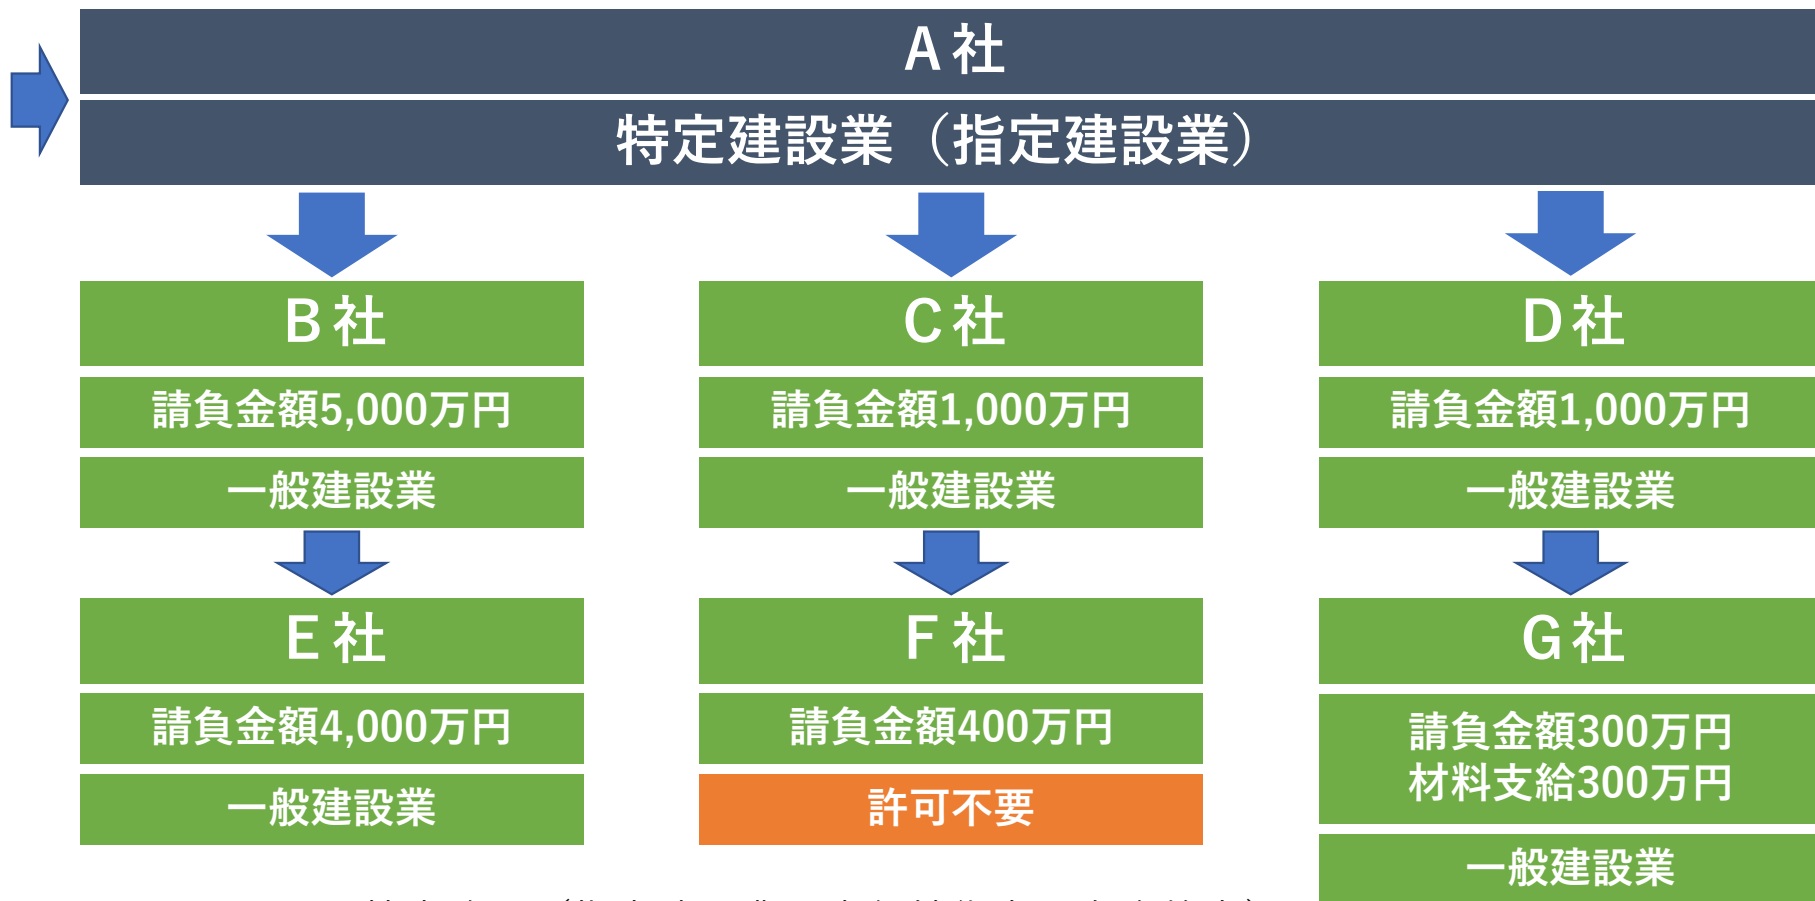 A社
特定建設業（指定建設業）
B社
請負金額5,000万円
一般建設業
C社
請負金額1,000万円
一般建設業
D社
請負金額1,000万円
一般建設業
E社
請負金額4,000万円
一般建設業
F社
請負金額400万円
許可不要
G社
請負金額300万円
材料支給300万円
一般建設業